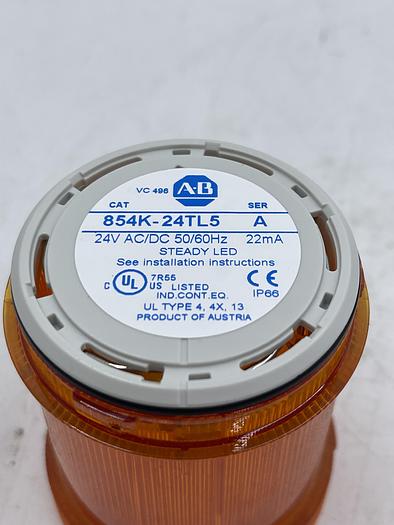 VC 496 A-B
CAT SER
854K-24TL5 A
24V AC/DC 50/60Hz 22mA
STEADY LED
See installation instructions
C UL US 7R55 LISTED CE
IND.CONT.EQ. IP66
UL TYPE 4, 4X, 13
PRODUCT OF AUSTRIA